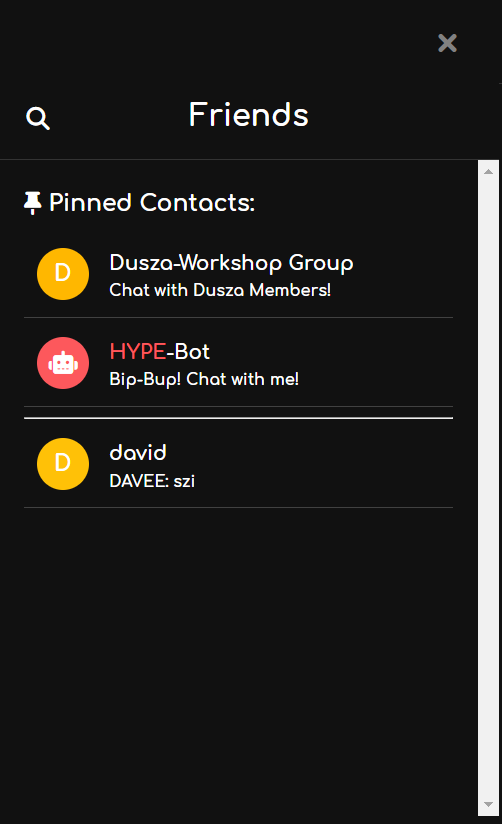 Friends
Pinned Contacts:
D
Dusza-Workshop Group
Chat with Dusza Members!
HYPE-Bot
Bip-Bup! Chat with me!
D
david
DAVEE: szi